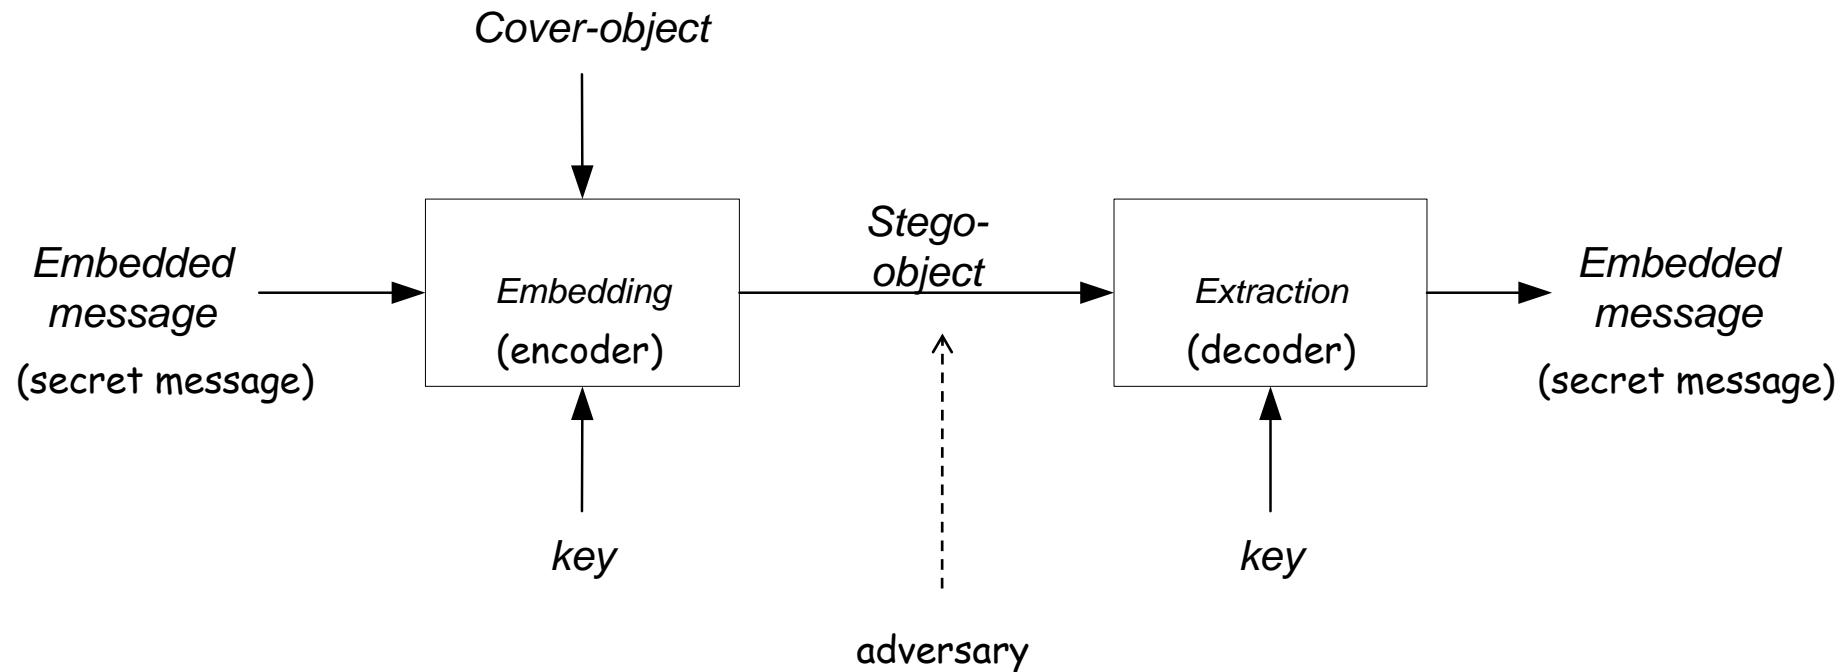 Cover-object
Embedded
message
(secret message)
Embedding
(encoder)
key
Stego-
object
adversary
Extraction
(decoder)
key
Embedded
message
(secret message)